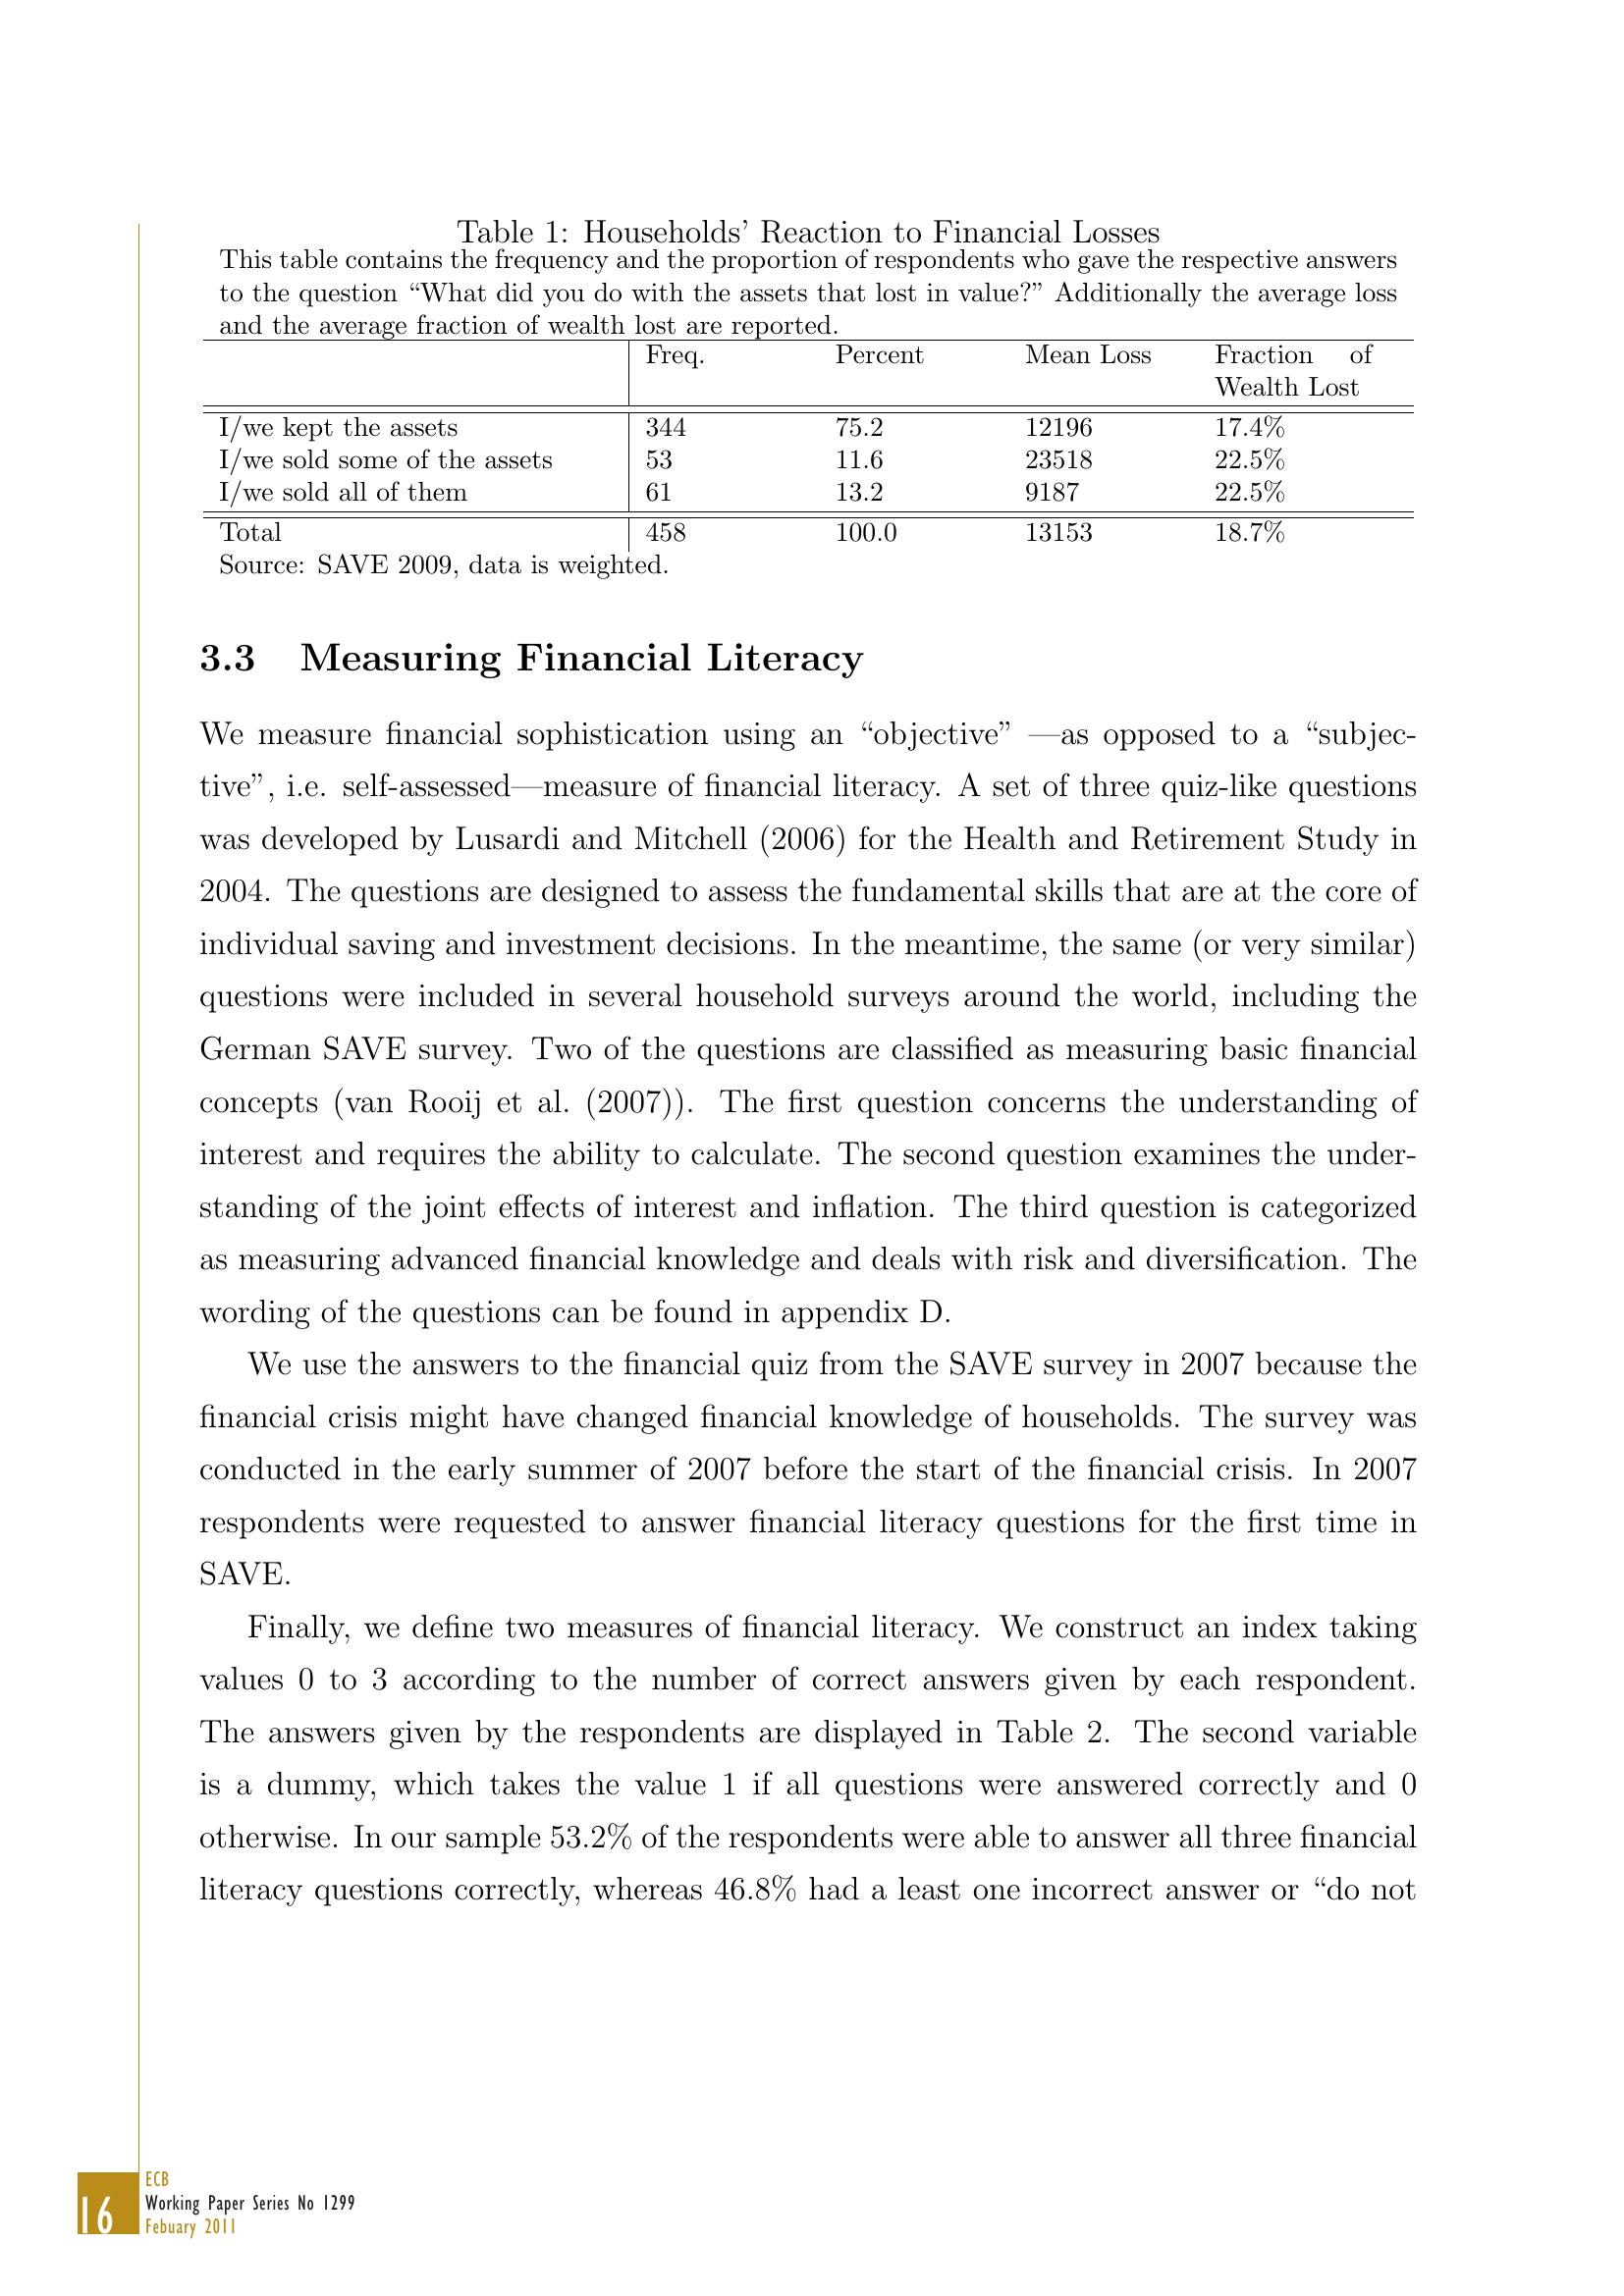 Table 1: Households' Reaction to Financial Losses
This table contains the frequency and the proportion of respondents who gave the respective answers
to the question “What did you do with the assets that lost in value?” Additionally the average loss
and the average fraction of wealth lost are reported.
Freq. Percent Mean Loss Fraction of
Wealth Lost
I/we kept the assets 344 75.2 12196 17.4%
I/we sold some of the assets 53 11.6 23518 22.5%
I/we sold all of them 61 13.2 9187 22.5%
Total 458 100.0 13153 18.7%
Source: SAVE 2009, data is weighted.
3.3 Measuring Financial Literacy
We measure financial sophistication using an “objective” —as opposed to a “subjec-
tive”, i.e. self-assessed—measure of financial literacy. A set of three quiz-like questions
was developed by Lusardi and Mitchell (2006) for the Health and Retirement Study in
2004. The questions are designed to assess the fundamental skills that are at the core of
individual saving and investment decisions. In the meantime, the same (or very similar)
questions were included in several household surveys around the world, including the
German SAVE survey. Two of the questions are classified as measuring basic financial
concepts (van Rooij et al. (2007)). The first question concerns the understanding of
interest and requires the ability to calculate. The second question examines the under-
standing of the joint effects of interest and inflation. The third question is categorized
as measuring advanced financial knowledge and deals with risk and diversification. The
wording of the questions can be found in appendix D.
We use the answers to the financial quiz from the SAVE survey in 2007 because the
financial crisis might have changed financial knowledge of households. The survey was
conducted in the early summer of 2007 before the start of the financial crisis. In 2007
respondents were requested to answer financial literacy questions for the first time in
SAVE.
Finally, we define two measures of financial literacy. We construct an index taking
values 0 to 3 according to the number of correct answers given by each respondent.
The answers given by the respondents are displayed in Table 2. The second variable
is a dummy, which takes the value 1 if all questions were answered correctly and 0
otherwise. In our sample 53.2% of the respondents were able to answer all three financial
literacy questions correctly, whereas 46.8% had a least one incorrect answer or “do not
16
ECB
Working Paper Series No 1299
Febuary 2011